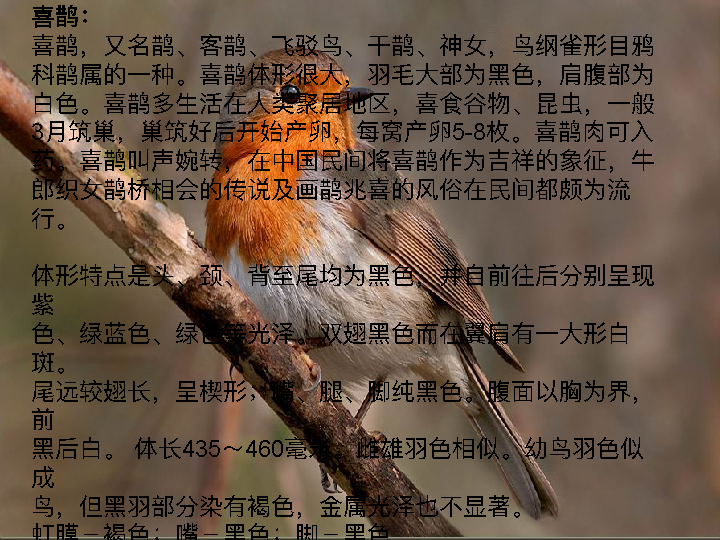 喜鹊：
喜鹊，又名鹊、客鹊、飞驳鸟、干鹊、神女，鸟纲雀形目鸦
科鹊属的一种。喜鹊体形很大，羽毛大部为黑色，肩腹部为
白色。喜鹊多生活在人类聚居地区，喜食谷物、昆虫，一般
3月筑巢，巢筑好后开始产卵，每窝产卵5-8枚。喜鹊肉可入
药。喜鹊叫声婉转，在中国民间将喜鹊作为吉祥的象征，牛
郎织女鹊桥相会的传说及画鹊兆喜的风俗在民间都颇为流
行。
体形特点是头、颈、背至尾均为黑色，并自前往后分别呈现
紫
色、绿蓝色、绿色等光泽。双翅黑色而在翼肩有一大形白
斑。
尾远较翅长，呈楔形；嘴、腿、脚纯黑色。腹面以胸为界，
前
黑后白。 体长435～460毫米。雌雄羽色相似。幼鸟羽色似
成
鸟，但黑羽部分染有褐色，金属光泽也不显著。
虹膜－褐色；嘴－黑色；脚－黑色